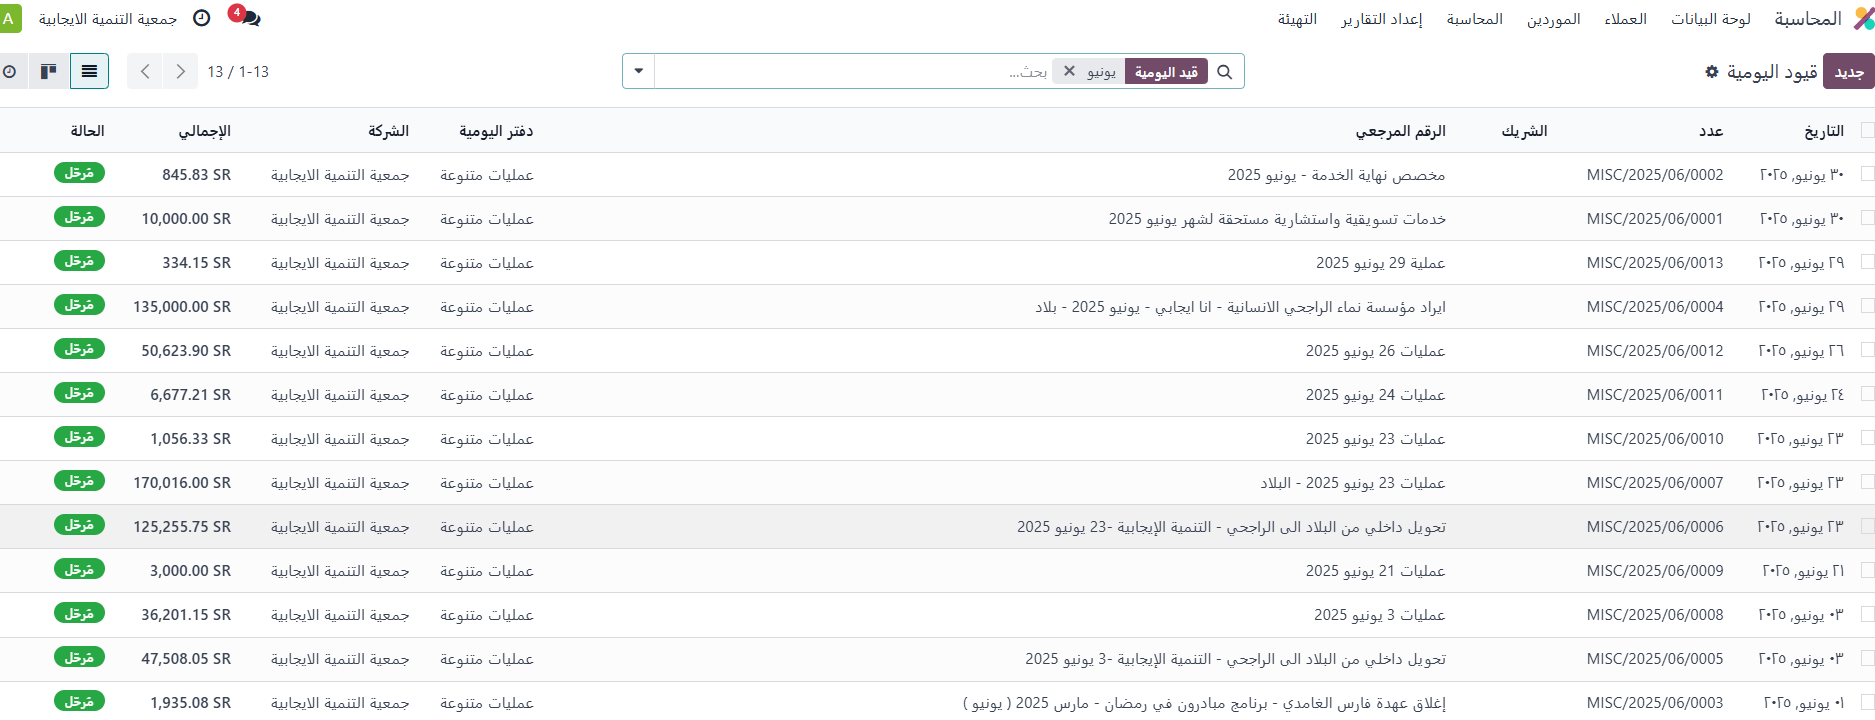 المحاسبة لوحة البيانات العملاء الموردين المحاسبة إعداد التقارير التهيئة 4 جمعية التنمية الايجابية A
جديد قيود اليومية قيد اليومية يونيو بحث... 13 / 1-13
التاريخ عدد الشريك الرقم المرجعي دفتر اليومية الشركة الإجمالي الحالة
٣٠ يونيو, ٢٠٢٥ MISC/2025/06/0002 مخصص نهاية الخدمة - يونيو 2025 عمليات متنوعة جمعية التنمية الايجابية 845.83 SR مُرحّل
٣٠ يونيو, ٢٠٢٥ MISC/2025/06/0001 خدمات تسويقية واستشارية مستحقة لشهر يونيو 2025 عمليات متنوعة جمعية التنمية الايجابية 10,000.00 SR مُرحّل
٢٩ يونيو, ٢٠٢٥ MISC/2025/06/0013 عملية 29 يونيو 2025 عمليات متنوعة جمعية التنمية الايجابية 334.15 SR مُرحّل
٢٩ يونيو, ٢٠٢٥ MISC/2025/06/0004 ايراد مؤسسة نماء الراجحي الانسانية - انا ايجابي - يونيو 2025 - بلاد عمليات متنوعة جمعية التنمية الايجابية 135,000.00 SR مُرحّل
٢٦ يونيو, ٢٠٢٥ MISC/2025/06/0012 عمليات 26 يونيو 2025 عمليات متنوعة جمعية التنمية الايجابية 50,623.90 SR مُرحّل
٢٤ يونيو, ٢٠٢٥ MISC/2025/06/0011 عمليات 24 يونيو 2025 عمليات متنوعة جمعية التنمية الايجابية 6,677.21 SR مُرحّل
٢٣ يونيو, ٢٠٢٥ MISC/2025/06/0010 عمليات 23 يونيو 2025 عمليات متنوعة جمعية التنمية الايجابية 1,056.33 SR مُرحّل
٢٣ يونيو, ٢٠٢٥ MISC/2025/06/0007 عمليات 23 يونيو 2025 - البلاد عمليات متنوعة جمعية التنمية الايجابية 170,016.00 SR مُرحّل
٢٣ يونيو, ٢٠٢٥ MISC/2025/06/0006 تحويل داخلي من البلاد الى الراجحي - التنمية الإيجابية -23 يونيو 2025 عمليات متنوعة جمعية التنمية الايجابية 125,255.75 SR مُرحّل
٢١ يونيو, ٢٠٢٥ MISC/2025/06/0009 عمليات 21 يونيو 2025 عمليات متنوعة جمعية التنمية الايجابية 3,000.00 SR مُرحّل
٠٣ يونيو, ٢٠٢٥ MISC/2025/06/0008 عمليات 3 يونيو 2025 عمليات متنوعة جمعية التنمية الايجابية 36,201.15 SR مُرحّل
٠٣ يونيو, ٢٠٢٥ MISC/2025/06/0005 تحويل داخلي من البلاد الى الراجحي - التنمية الإيجابية -3 يونيو 2025 عمليات متنوعة جمعية التنمية الايجابية 47,508.05 SR مُرحّل
٠١ يونيو, ٢٠٢٥ MISC/2025/06/0003 إغلاق عهدة فارس الغامدي - برنامج مبادرون في رمضان - مارس 2025 ( يونيو ) عمليات متنوعة جمعية التنمية الايجابية 1,935.08 SR مُرحّل